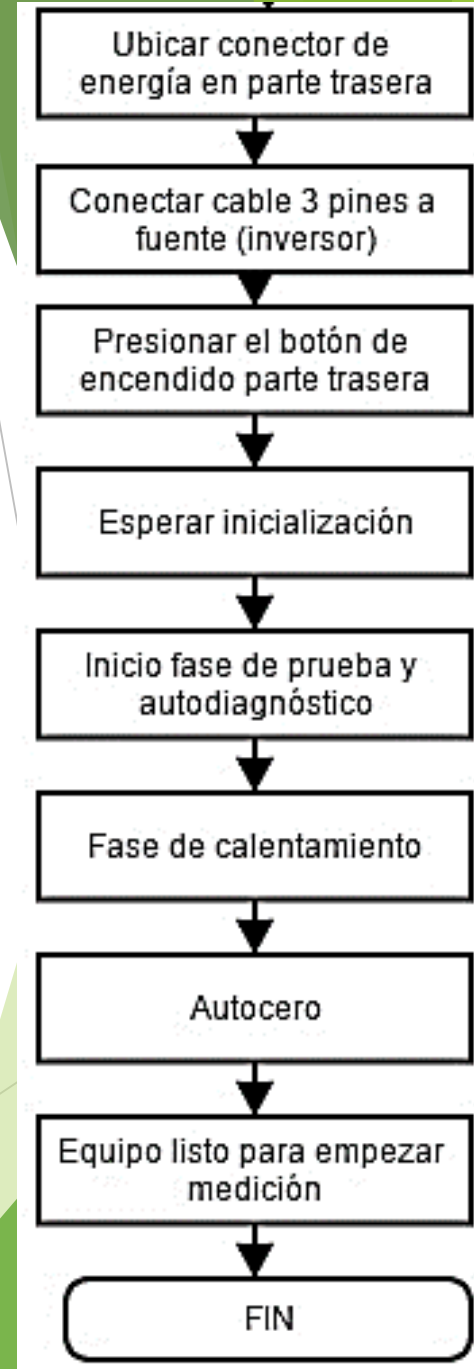 Ubicar conector de
energía en parte trasera
Conectar cable 3 pines a
fuente (inversor)
Presionar el botón de
encendido parte trasera
Esperar inicialización
Inicio fase de prueba y
autodiagnóstico
Fase de calentamiento
Autocero
Equipo listo para empezar
medición
FIN